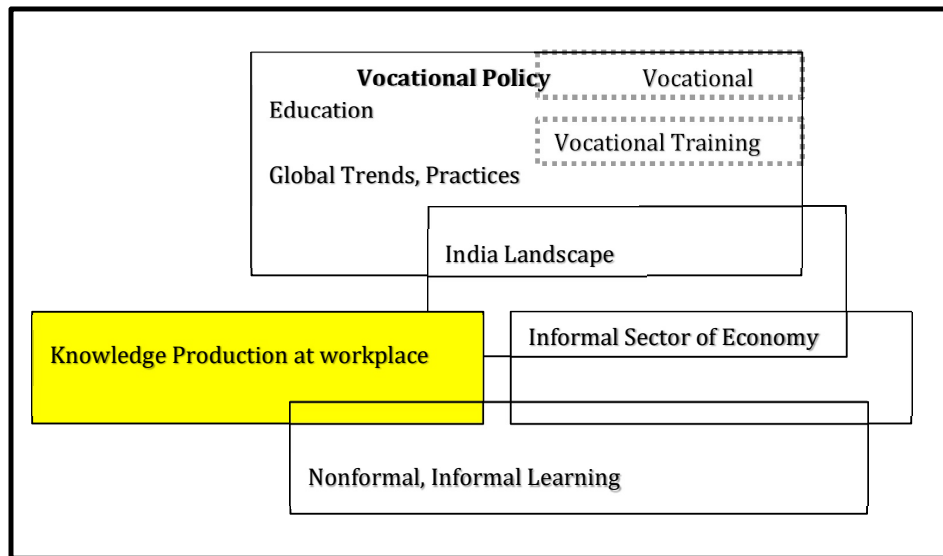 Vocational Policy Vocational
Education
Vocational Training
Global Trends, Practices
India Landscape
Informal Sector of Economy
Knowledge Production at workplace
Nonformal, Informal Learning